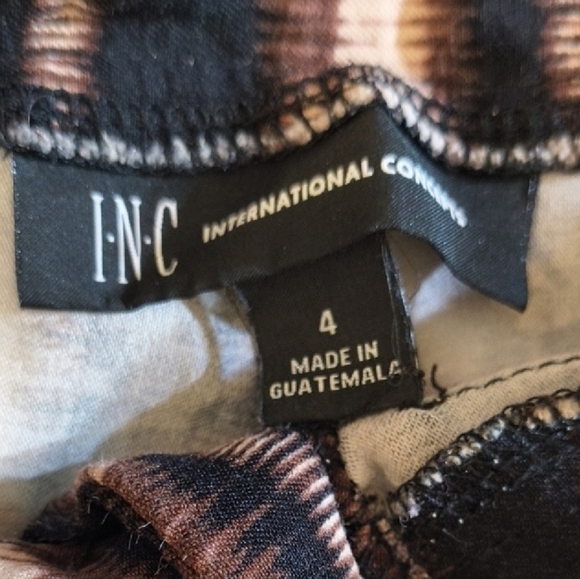 I·N·C INTERNATIONAL CONCEPTS
4
MADE IN
GUATEMALA